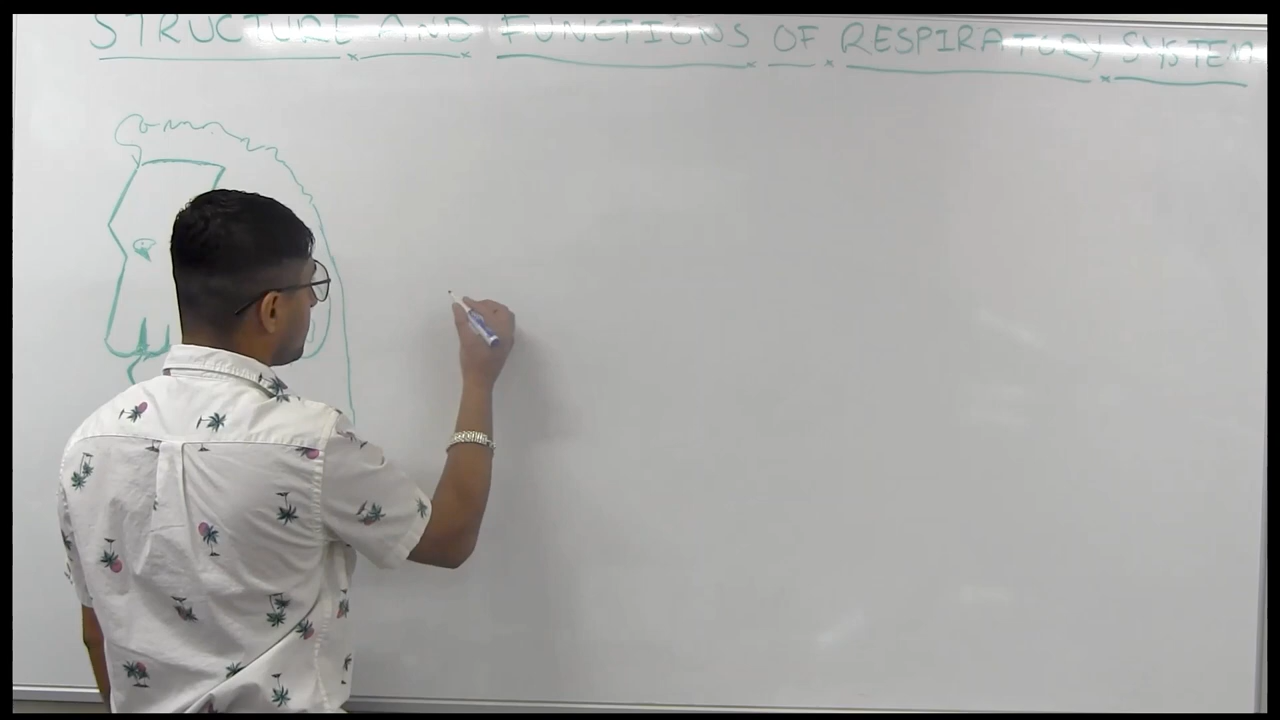 STRUCTURE AND FUNCTIONS OF RESPIRATORY SYSTEM